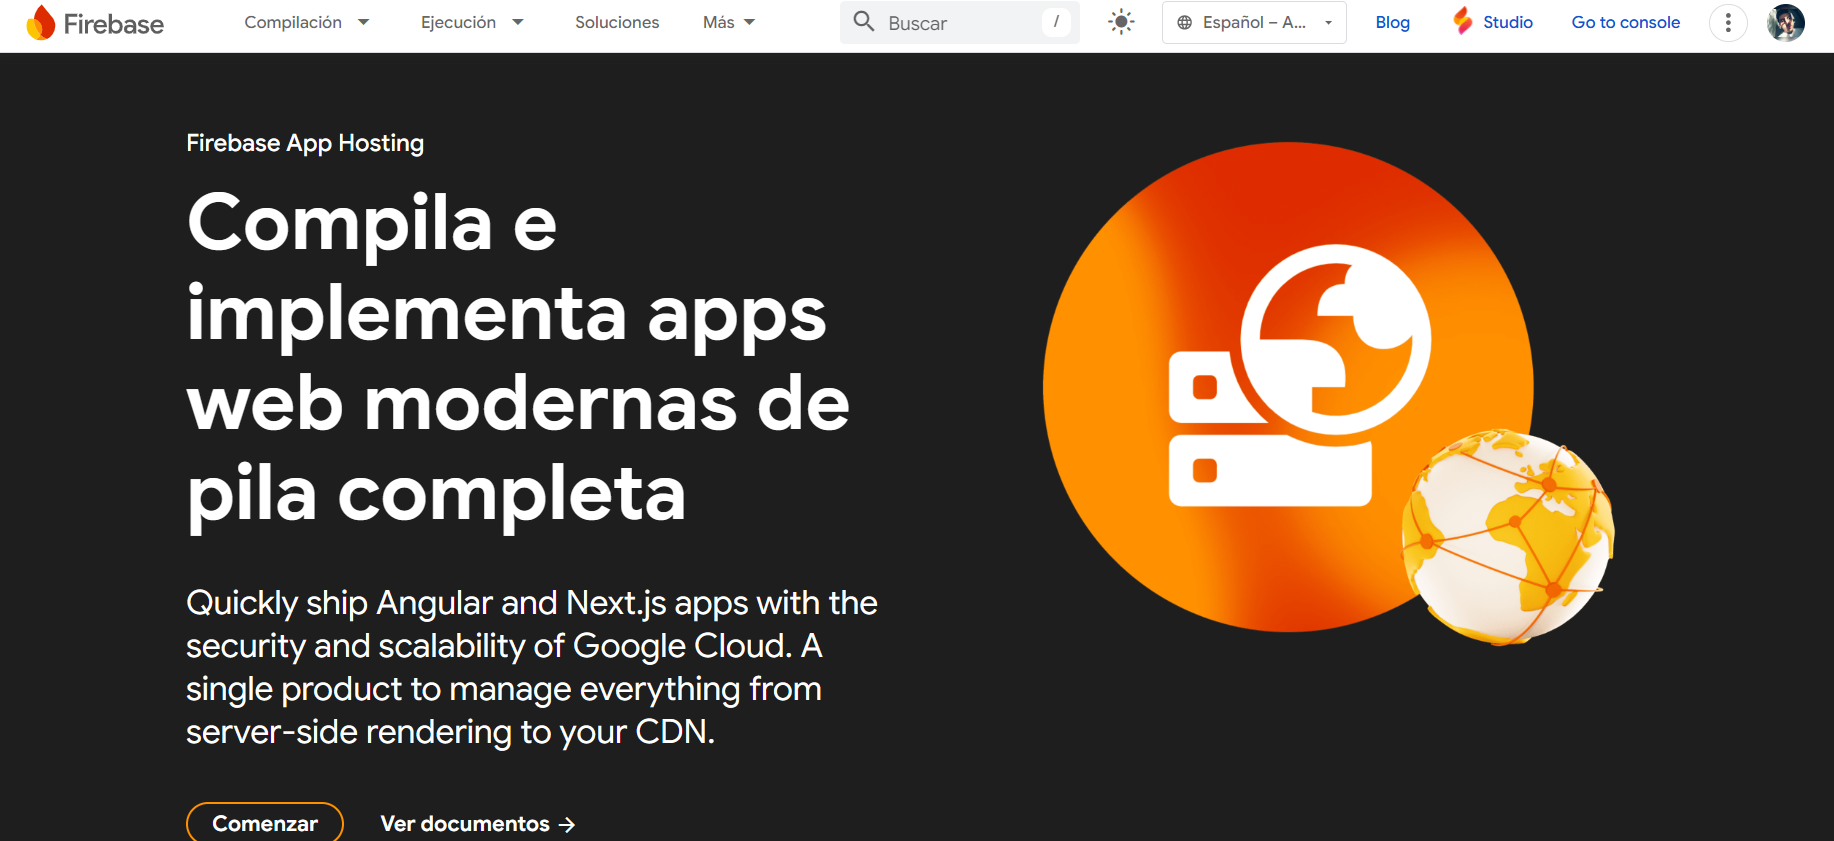 Firebase
Compilación
Ejecución
Soluciones
Más
Buscar
/
Español – A...
Blog
Studio
Go to console
Firebase App Hosting
Compila e
implementa apps
web modernas de
pila completa
Quickly ship Angular and Next.js apps with the
security and scalability of Google Cloud. A
single product to manage everything from
server-side rendering to your CDN.
Comenzar
Ver documentos →